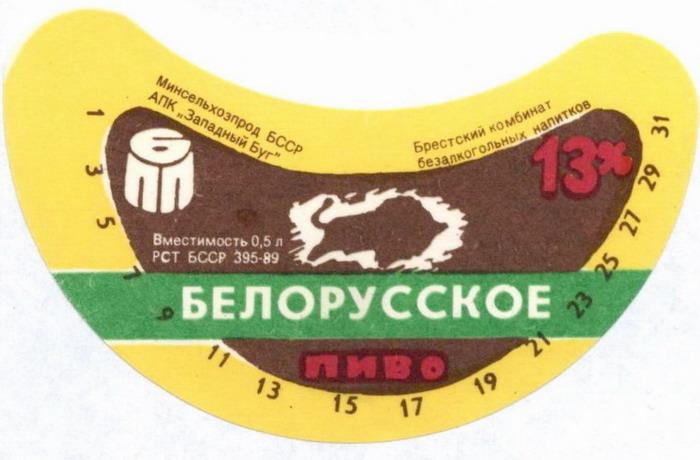 Минсельхозпрод БССР
АПК „Западный Буг"
Брестский комбинат
безалкогольных напитков
БПП
13%
Вместимость 0,5 л
РСТ БССР 395-89
БЕЛОРУССКОЕ
ПИВО
1
3
5
7
9
11
13
15
17
19
21
23
25
27
29
31